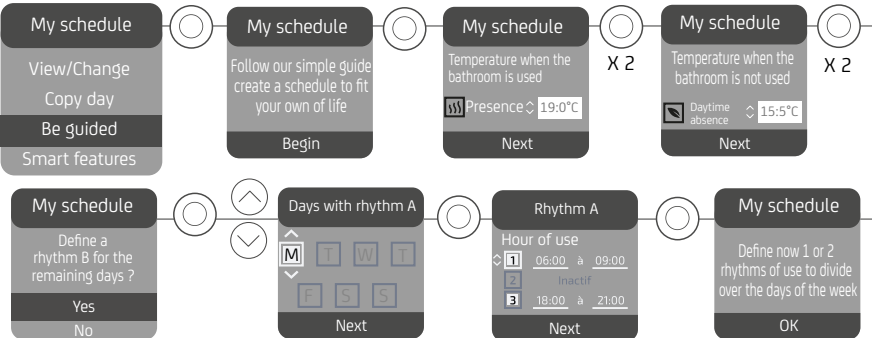 My schedule
View/Change
Copy day
Be guided
Smart features
My schedule
Follow our simple guide
create a schedule to fit
your own of life
Begin
My schedule
Temperature when the
bathroom is used
Presence 19:0°C
Next
X 2
My schedule
Temperature when the
bathroom is not used
Daytime
absence
15:5°C
Next
X 2
My schedule
Define a
rhythm B for the
remaining days ?
Yes
No
Days with rhythm A
M T W T
F S S
Next
Rhythm A
Hour of use
1 06:00 à 09:00
2 Inactif
3 18:00 à 21:00
Next
My schedule
Define now 1 or 2
rhythms of use to divide
over the days of the week
OK